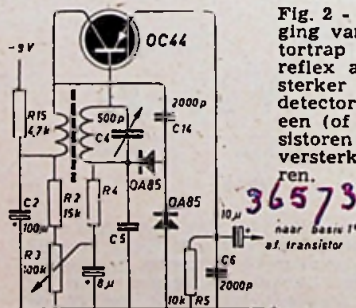 Fig. 2 -
ging van
tortrap
reflex a
sterker
detector
een (of
sistoren
versterk
ren.
36573
OC44
-9V
R15
4,7k
500p
C4
2000p
C14
OA85
C2
100µ
R2
15k
R4
OA85
C5
10µ
naar basis 1e
a.f. transistor
R3
100k
8µ
C6
2000p
10k
R5